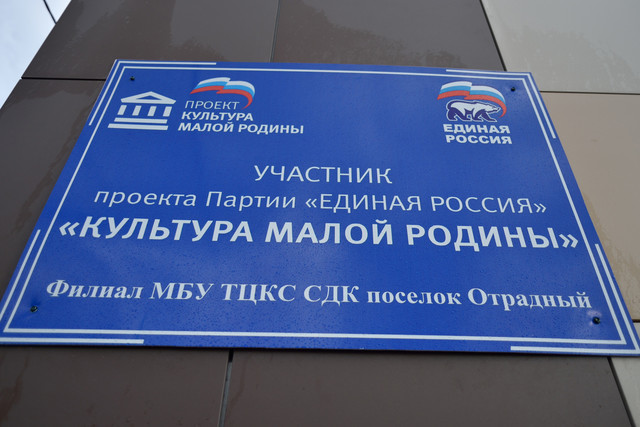 ПРОЕКТ
КУЛЬТУРА
МАЛОЙ РОДИНЫ
ЕДИНАЯ
РОССИЯ
УЧАСТНИК
проекта Партии «ЕДИНАЯ РОССИЯ»
«КУЛЬТУРА МАЛОЙ РОДИНЫ»
Филиал МБУ ТЦКС СДК поселок Отрадный